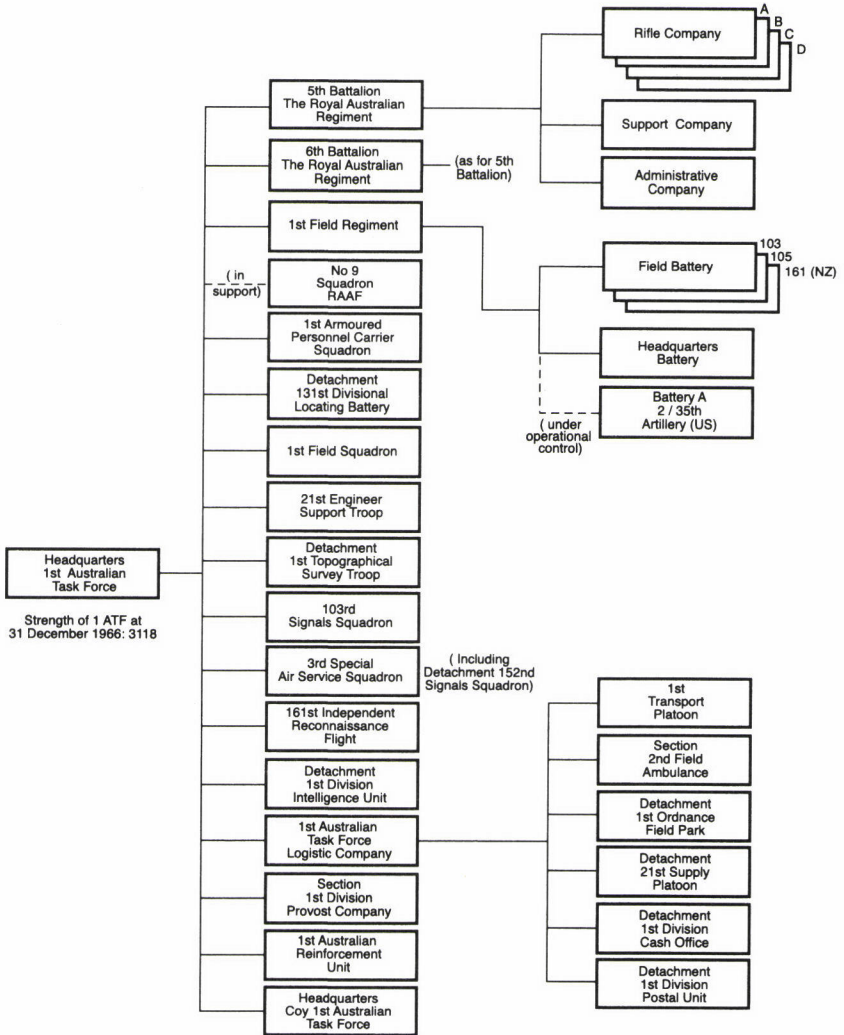 Headquarters
1st Australian
Task Force
Strength of 1 ATF at
31 December 1966: 3118
5th Battalion
The Royal Australian
Regiment
6th Battalion
The Royal Australian
Regiment
(as for 5th
Battalion)
1st Field Regiment
( in
support)
No 9
Squadron
RAAF
1st Armoured
Personnel Carrier
Squadron
Detachment
131st Divisional
Locating Battery
1st Field Squadron
21st Engineer
Support Troop
Detachment
1st Topographical
Survey Troop
103rd
Signals Squadron
3rd Special
Air Service Squadron
( Including
Detachment 152nd
Signals Squadron)
161st Independent
Reconnaissance
Flight
Detachment
1st Division
Intelligence Unit
1st Australian
Task Force
Logistic Company
Section
1st Division
Provost Company
1st Australian
Reinforcement
Unit
Headquarters
Coy 1st Australian
Task Force
Rifle Company
A
B
C
D
Support Company
Administrative
Company
Field Battery
103
105
161 (NZ)
Headquarters
Battery
Battery A
2 / 35th
Artillery (US)
( under
operational
control)
1st
Transport
Platoon
Section
2nd Field
Ambulance
Detachment
1st Ordnance
Field Park
Detachment
21st Supply
Platoon
Detachment
1st Division
Cash Office
Detachment
1st Division
Postal Unit